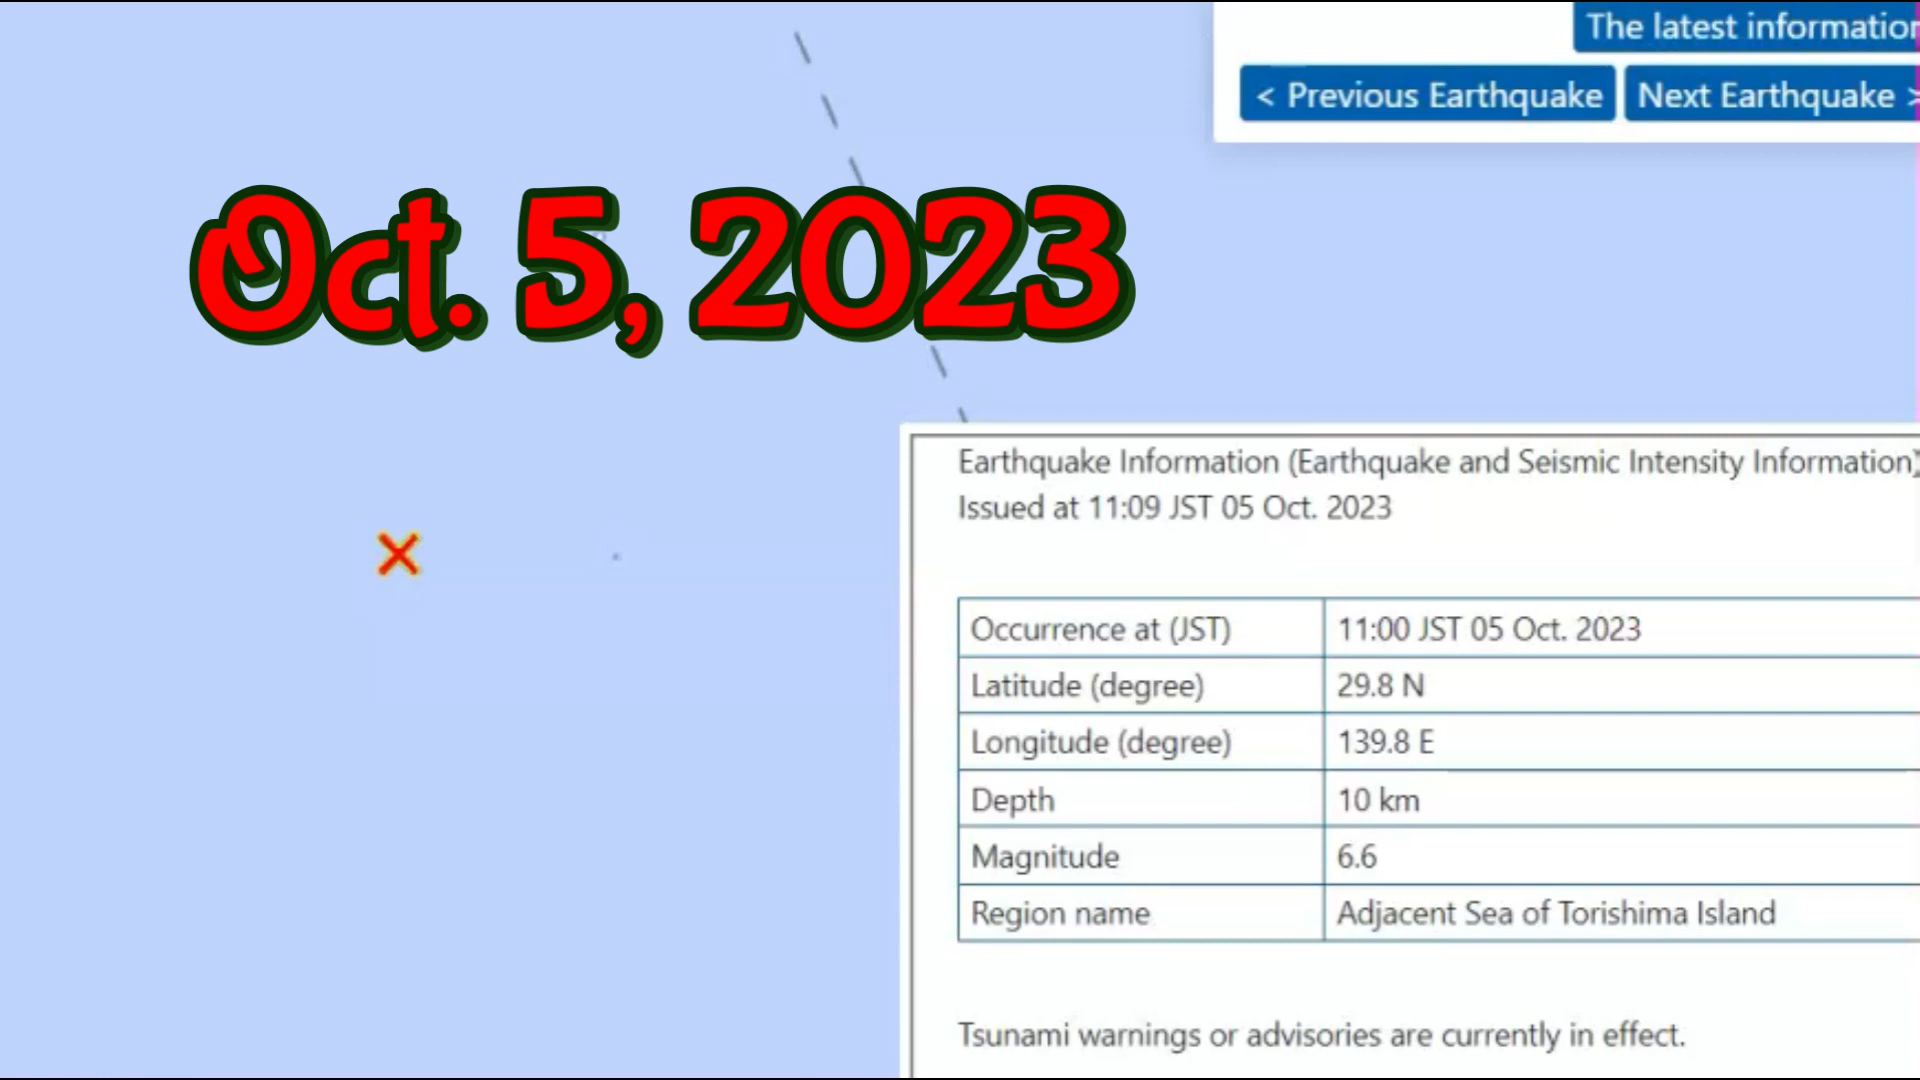 The latest information
< Previous Earthquake Next Earthquake >
Oct. 5, 2023
Earthquake Information (Earthquake and Seismic Intensity Information)
Issued at 11:09 JST 05 Oct. 2023
Occurrence at (JST) 11:00 JST 05 Oct. 2023
Latitude (degree) 29.8 N
Longitude (degree) 139.8 E
Depth 10 km
Magnitude 6.6
Region name Adjacent Sea of Torishima Island
Tsunami warnings or advisories are currently in effect.